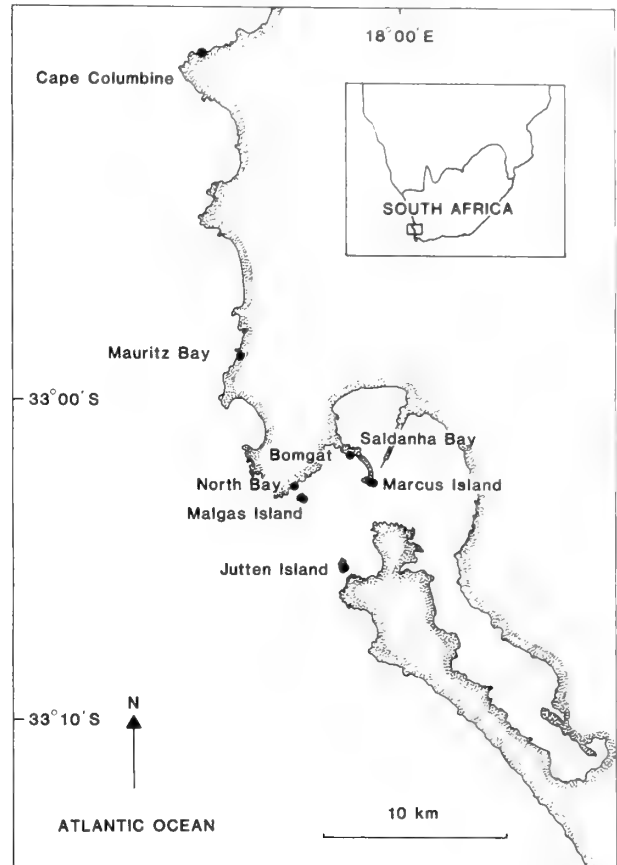 18°00'E
Cape Columbine
SOUTH AFRICA
Mauritz Bay
33°00'S
Saldanha Bay
Bomgat
North Bay
Marcus Island
Malgas Island
Jutten Island
33°10'S
N
10 km
ATLANTIC OCEAN